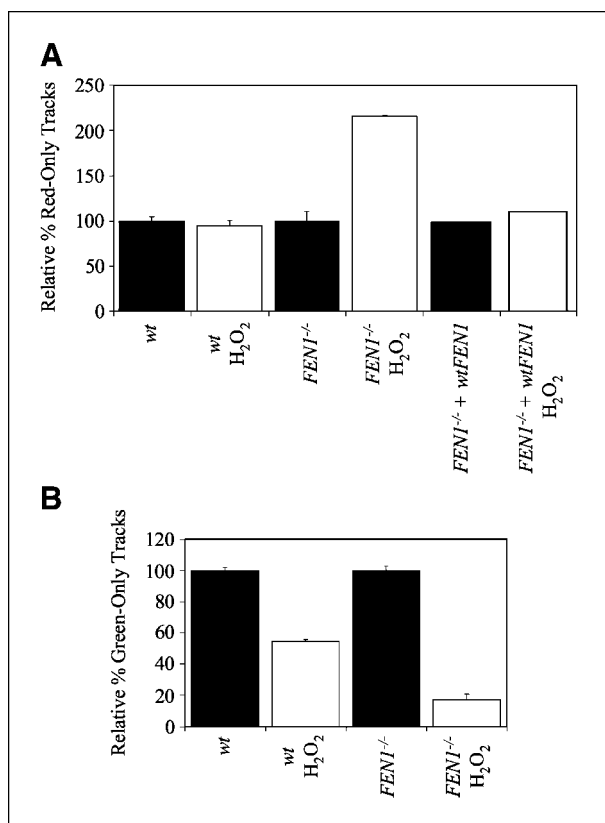 A
Relative % Red-Only Tracks
250
200
150
100
50
0
wt
wt
H₂O₂
FEN1⁻/⁻
FEN1⁻/⁻
H₂O₂
FEN1⁻/⁻ + wtFEN1
FEN1⁻/⁻ + wtFEN1
H₂O₂
B
Relative % Green-Only Tracks
120
100
80
60
40
20
0
wt
wt
H₂O₂
FEN1⁻/⁻
FEN1⁻/⁻
H₂O₂